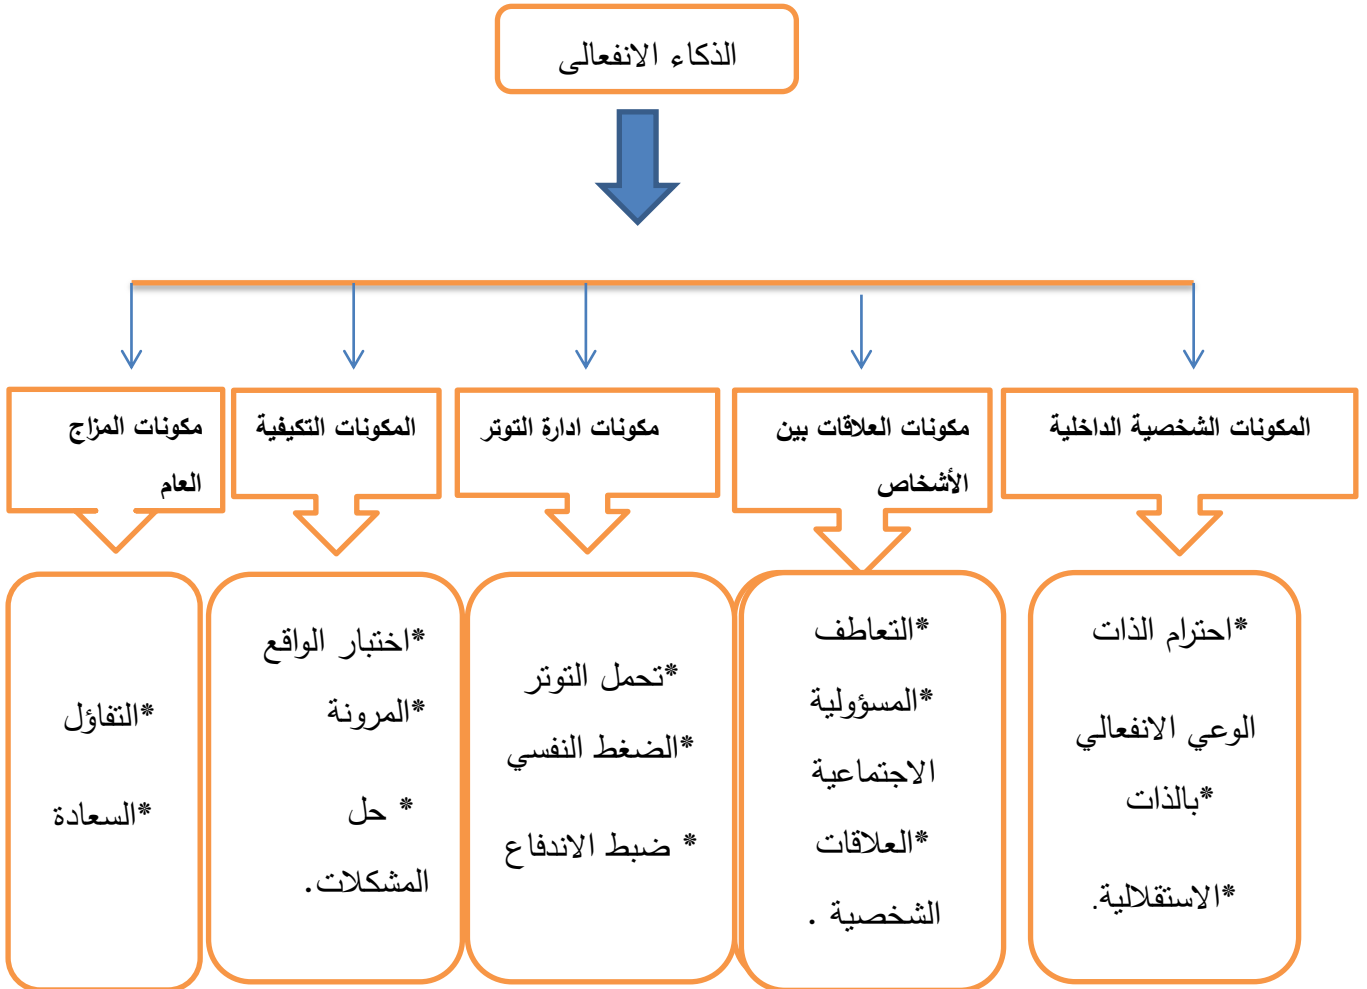 الذكاء الانفعالى
المكونات الشخصية الداخلية
مكونات العلاقات بين
الأشخاص
مكونات ادارة التوتر
المكونات التكيفية
مكونات المزاج
العام
*احترام الذات
الوعي الانفعالي
*بالذات
*الاستقلالية.
*التعاطف
*المسؤولية
الاجتماعية
*العلاقات
الشخصية .
*تحمل التوتر
*الضغط النفسي
* ضبط الاندفاع
*اختبار الواقع
*المرونة
* حل
المشكلات.
*التفاؤل
*السعادة